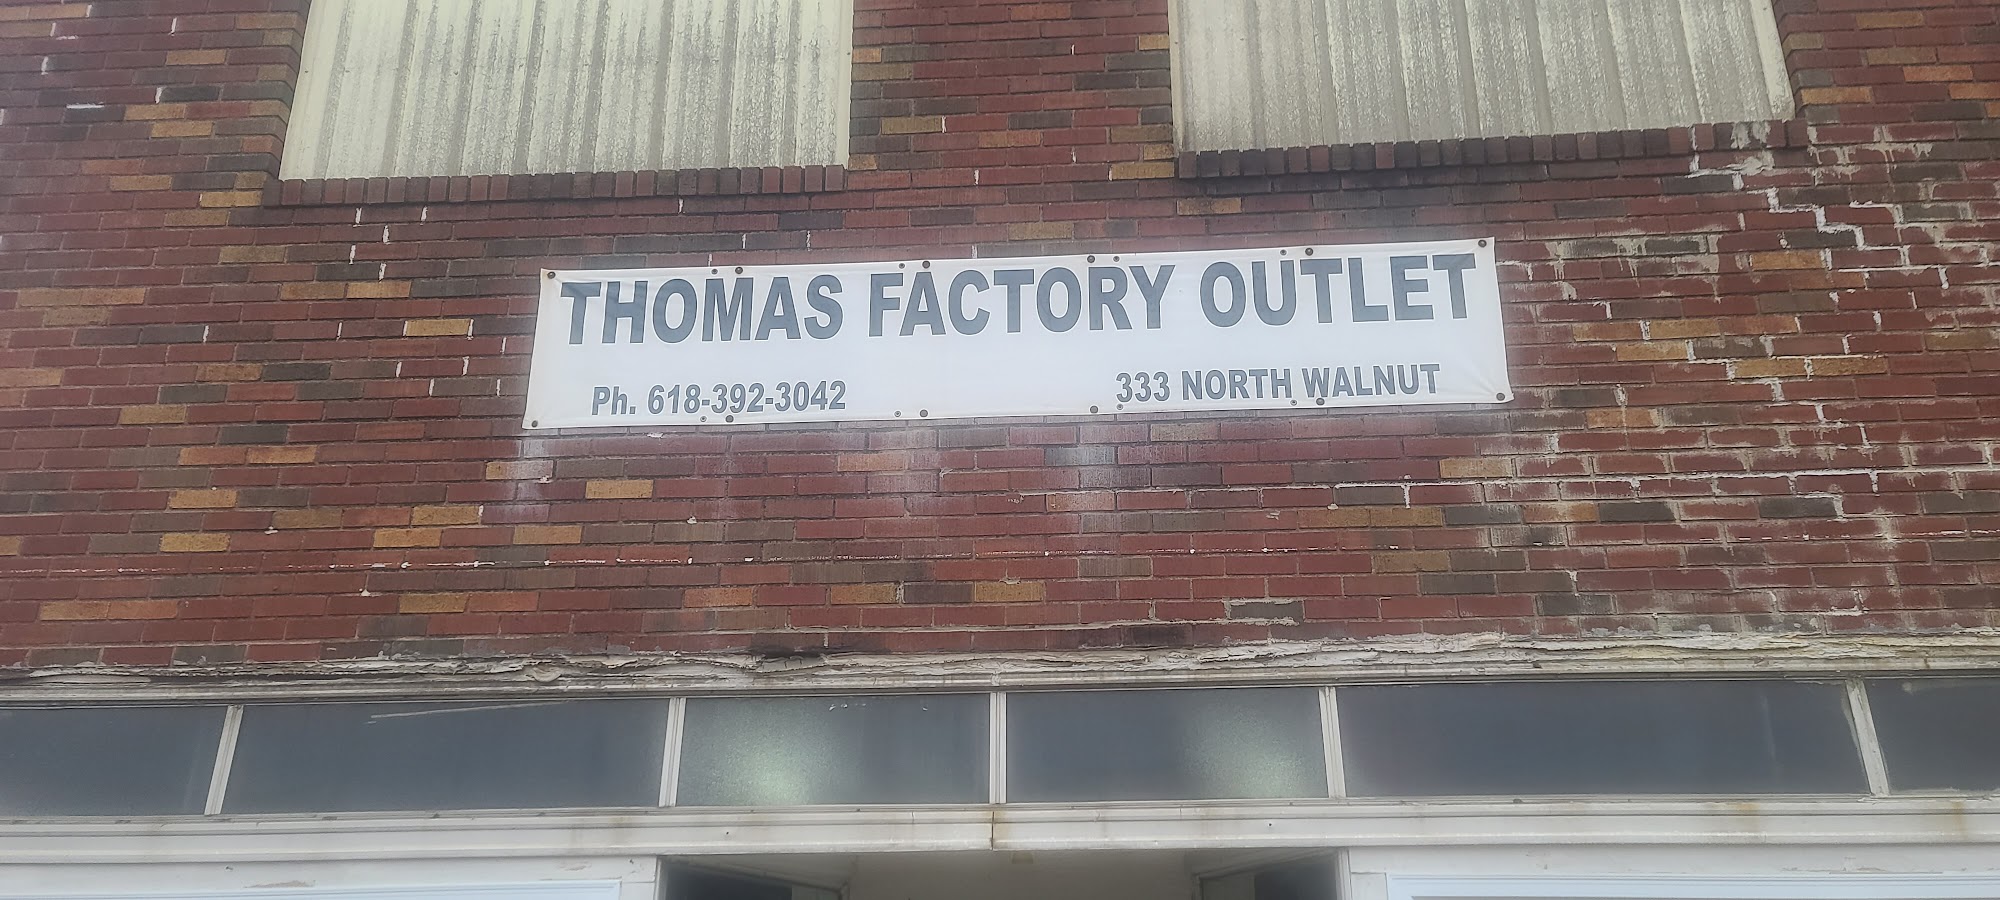 THOMAS FACTORY OUTLET
Ph. 618-392-3042 333 NORTH WALNUT